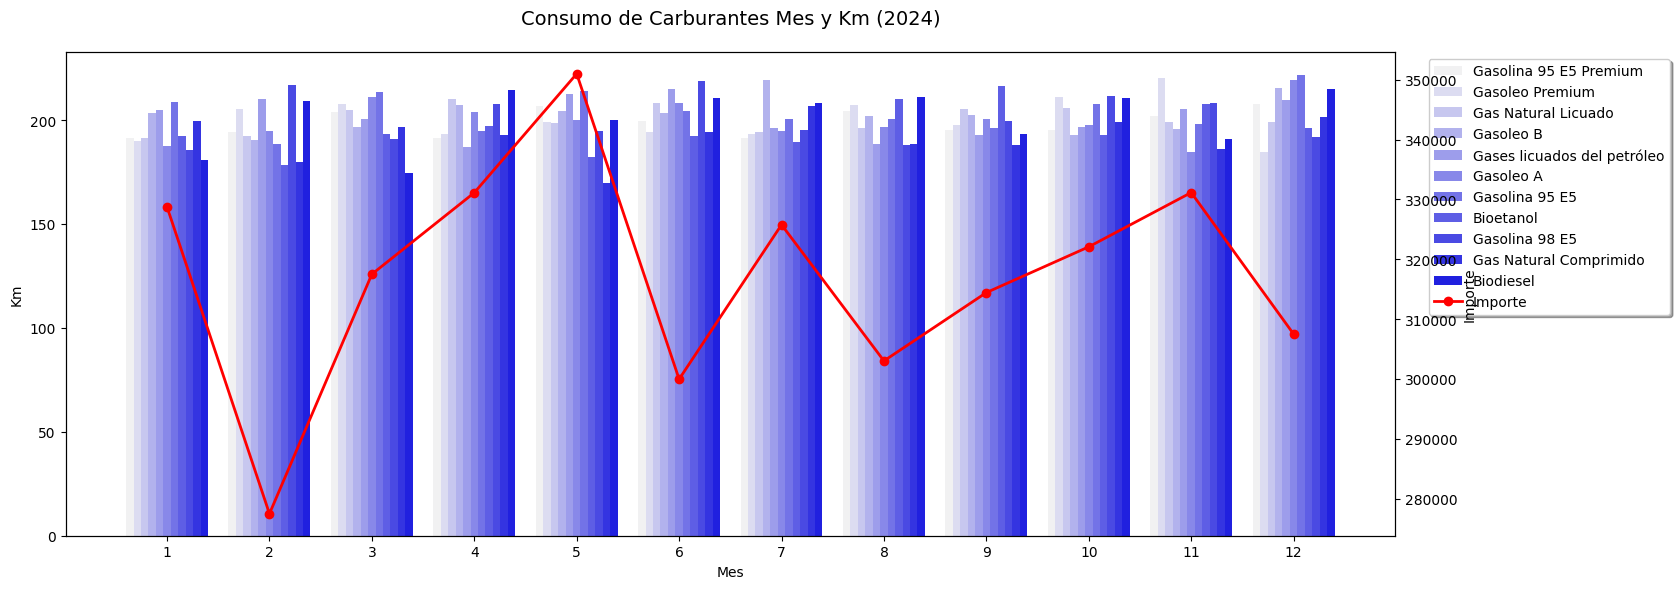 Consumo de Carburantes Mes y Km (2024)
Km
200
150
100
50
0
1 2 3 4 5 6 7 8 9 10 11 12
Mes
350000
340000
330000
320000
310000
300000
290000
280000
Importe
Gasolina 95 E5 Premium
Gasoleo Premium
Gas Natural Licuado
Gasoleo B
Gases licuados del petróleo
Gasoleo A
Gasolina 95 E5
Bioetanol
Gasolina 98 E5
Gas Natural Comprimido
Biodiesel
Importe